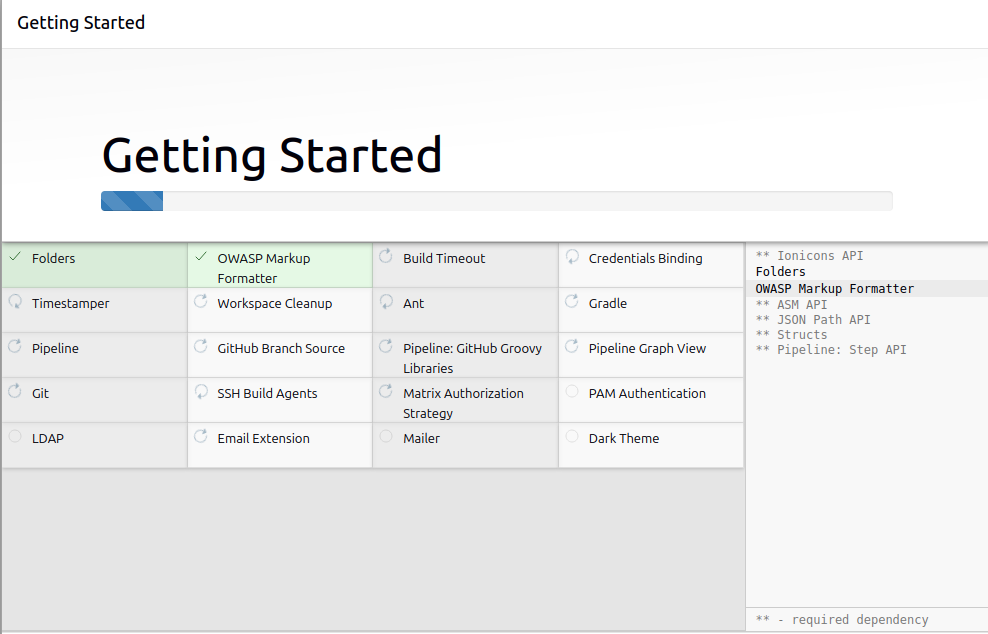 Getting Started
Getting Started
Folders
OWASP Markup
Formatter
Build Timeout
Credentials Binding
Timestamper
Workspace Cleanup
Ant
Gradle
Pipeline
GitHub Branch Source
Pipeline: GitHub Groovy
Libraries
Pipeline Graph View
Git
SSH Build Agents
Matrix Authorization
Strategy
PAM Authentication
LDAP
Email Extension
Mailer
Dark Theme
** Ionicons API
Folders
OWASP Markup Formatter
** ASM API
** JSON Path API
** Structs
** Pipeline: Step API
** - required dependency